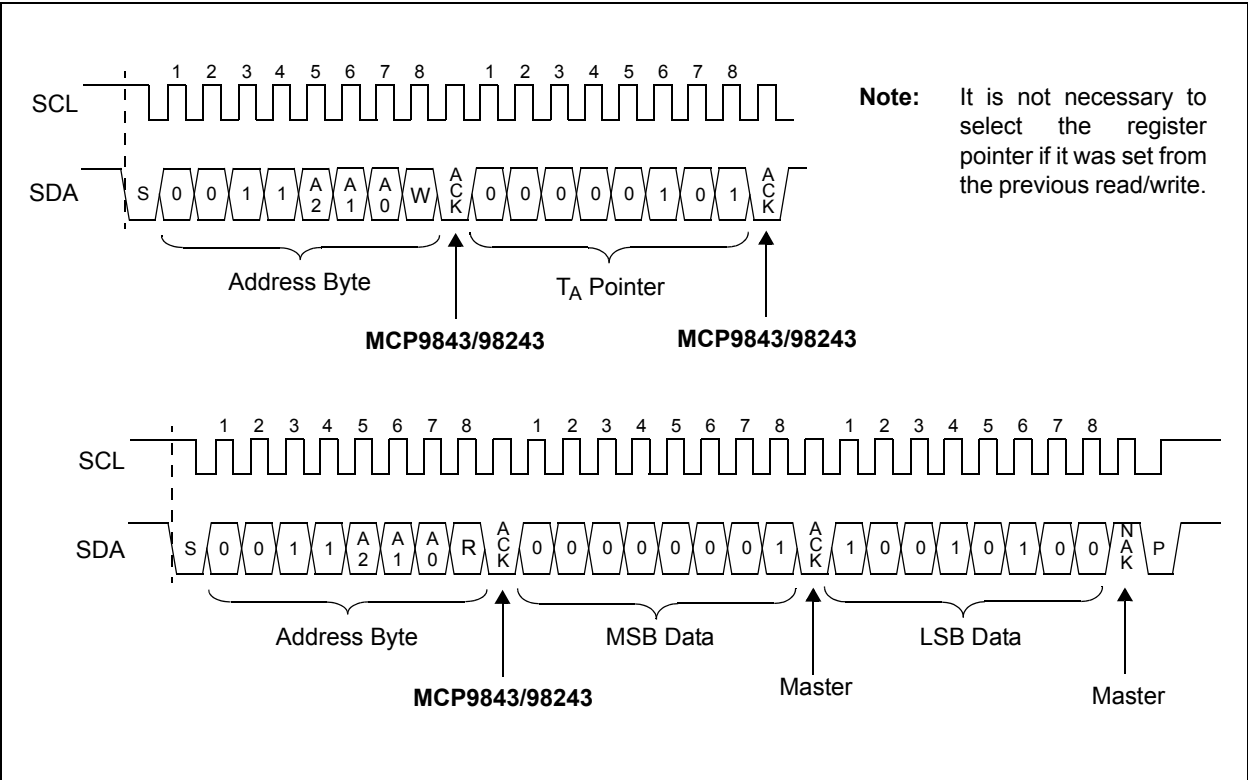 1 2 3 4 5 6 7 8 1 2 3 4 5 6 7 8
SCL
SDA
S 0 0 1 1 A2 A1 A0 W ACK 0 0 0 0 0 1 0 1 ACK
Address Byte
TA Pointer
MCP9843/98243
MCP9843/98243
Note: It is not necessary to
select the register
pointer if it was set from
the previous read/write.
1 2 3 4 5 6 7 8 1 2 3 4 5 6 7 8 1 2 3 4 5 6 7 8
SCL
SDA
S 0 0 1 1 A2 A1 A0 R ACK 0 0 0 0 0 0 0 1 ACK 1 0 0 1 0 1 0 0 NAK P
Address Byte
MSB Data
LSB Data
MCP9843/98243
Master
Master